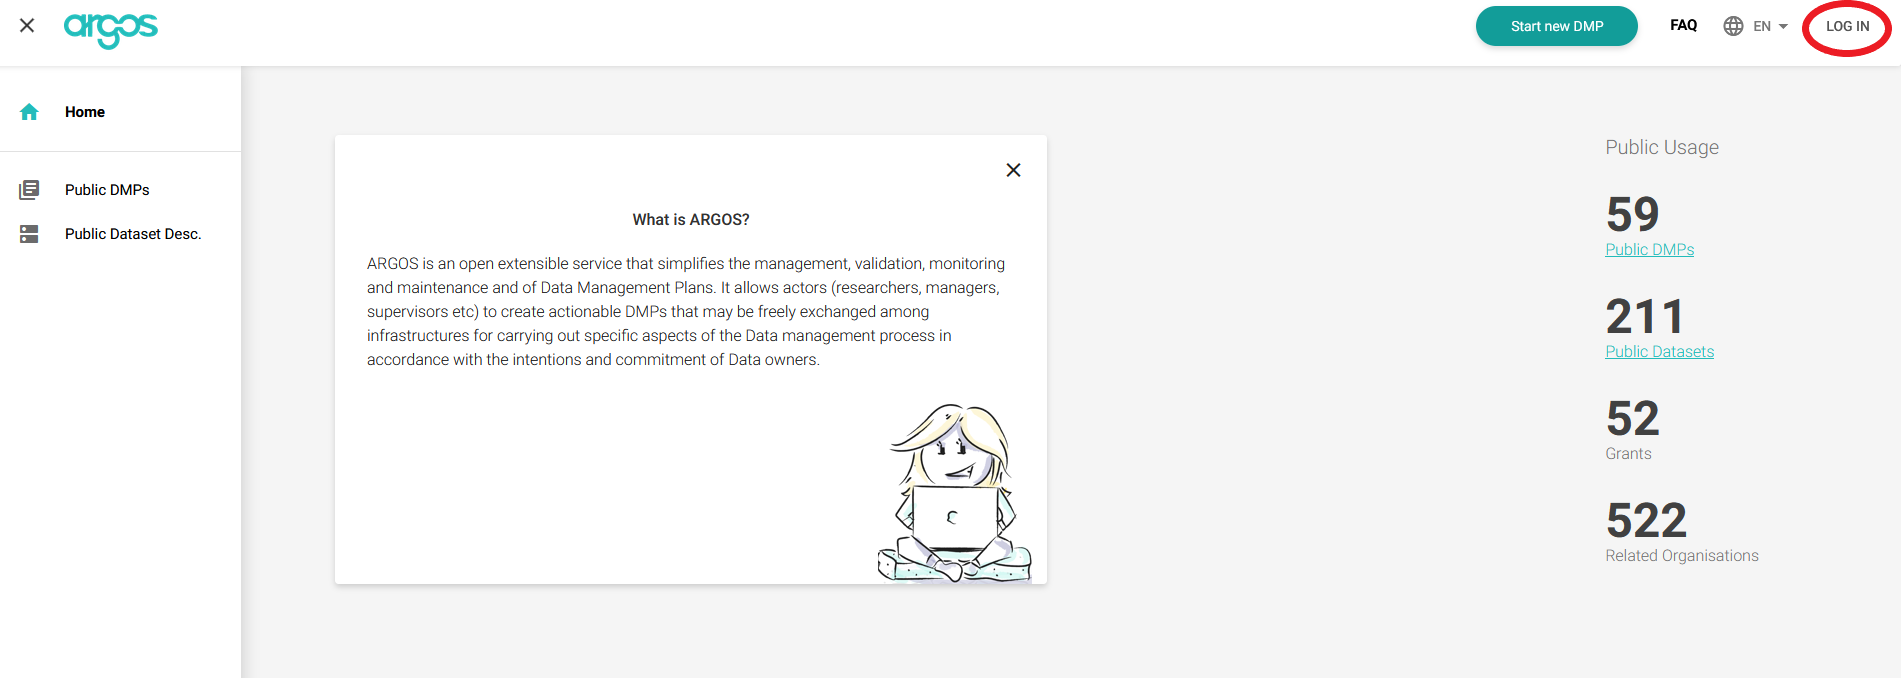 argos
Start new DMP
FAQ
EN
LOG IN
Home
Public DMPs
Public Dataset Desc.
What is ARGOS?
ARGOS is an open extensible service that simplifies the management, validation, monitoring
and maintenance and of Data Management Plans. It allows actors (researchers, managers,
supervisors etc) to create actionable DMPs that may be freely exchanged among
infrastructures for carrying out specific aspects of the Data management process in
accordance with the intentions and commitment of Data owners.
Public Usage
59
Public DMPs
211
Public Datasets
52
Grants
522
Related Organisations